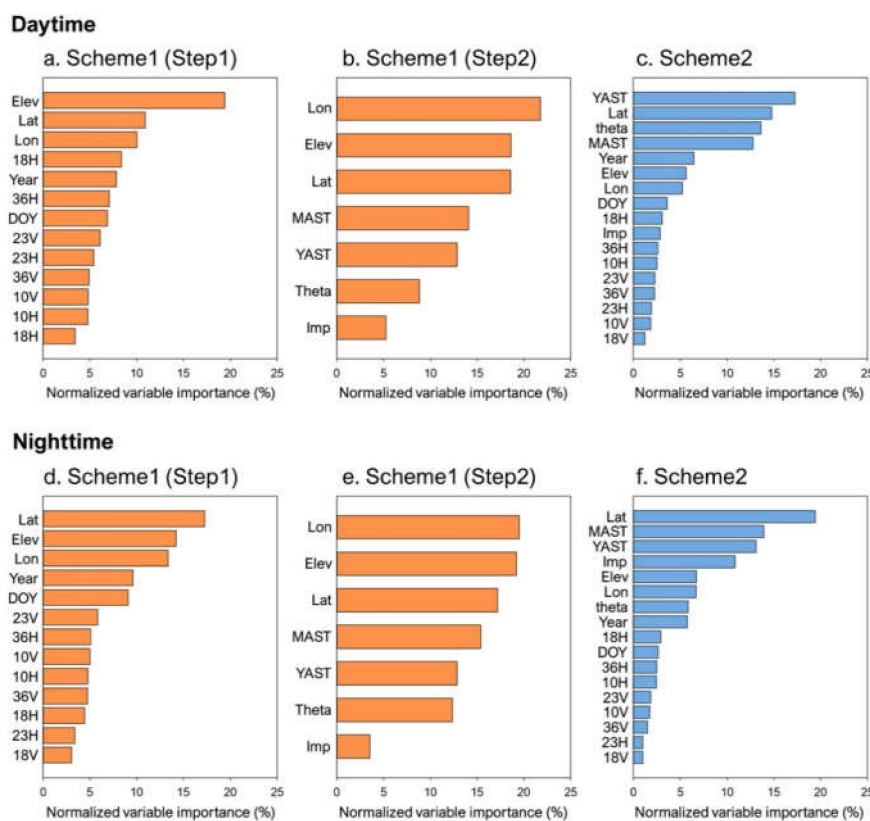 Daytime
a. Scheme1 (Step1)
Elev
Lat
Lon
18H
Year
36H
DOY
23V
23H
36V
10V
10H
18H
0 5 10 15 20 25
Normalized variable importance (%)
b. Scheme1 (Step2)
Lon
Elev
Lat
MAST
YAST
Theta
Imp
0 5 10 15 20 25
Normalized variable importance (%)
c. Scheme2
YAST
Lat
theta
MAST
Year
Elev
Lon
DOY
18H
Imp
36H
10H
23V
36V
23H
10V
18V
0 5 10 15 20 25
Normalized variable importance (%)
Nighttime
d. Scheme1 (Step1)
Lat
Elev
Lon
Year
DOY
23V
36H
10V
10H
36V
18H
23H
18V
0 5 10 15 20 25
Normalized variable importance (%)
e. Scheme1 (Step2)
Lon
Elev
Lat
MAST
YAST
Theta
Imp
0 5 10 15 20 25
Normalized variable importance (%)
f. Scheme2
Lat
MAST
YAST
Imp
Elev
Lon
theta
Year
18H
DOY
36H
10H
23V
10V
36V
23H
18V
0 5 10 15 20 25
Normalized variable importance (%)